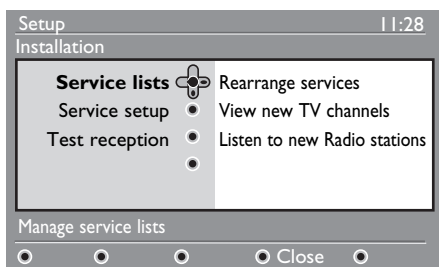 Setup 11:28
Installation
Service lists Rearrange services
Service setup View new TV channels
Test reception Listen to new Radio stations
Manage service lists
Close